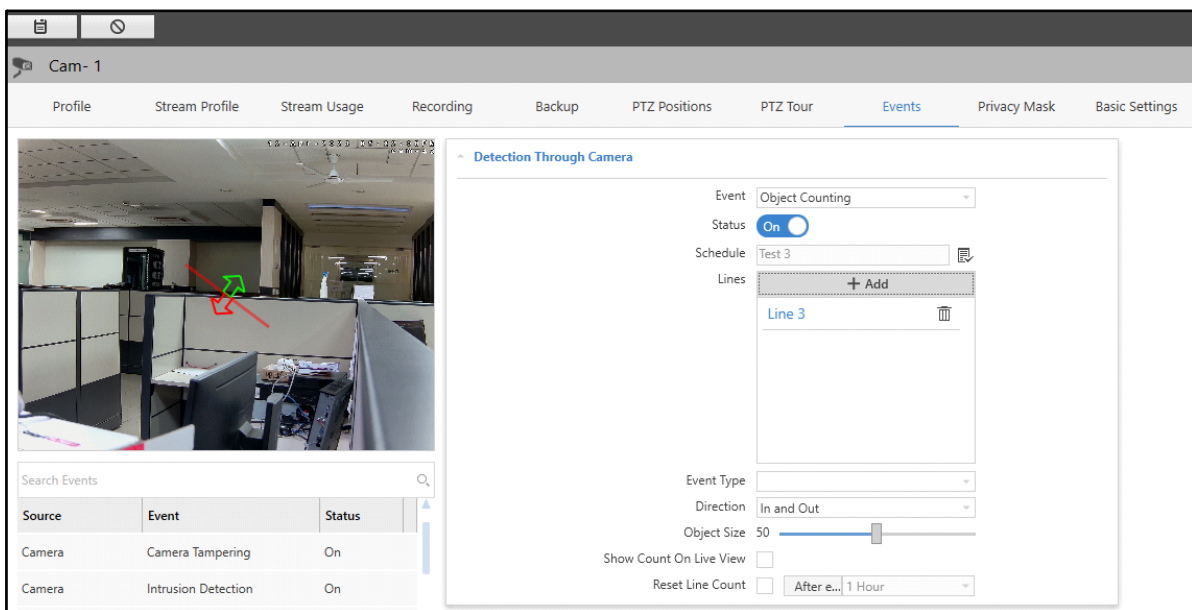 Cam- 1
Profile Stream Profile Stream Usage Recording Backup PTZ Positions PTZ Tour Events Privacy Mask Basic Settings
Detection Through Camera
Event Object Counting
Status On
Schedule Test 3
Lines + Add
Line 3
Event Type
Direction In and Out
Object Size 50
Show Count On Live View
Reset Line Count After e... 1 Hour
Search Events
Source Event Status
Camera Camera Tampering On
Camera Intrusion Detection On